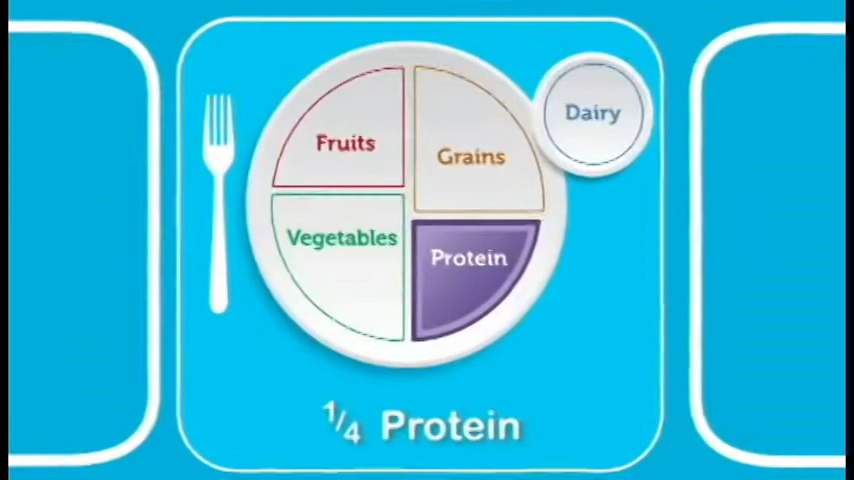 Fruits
Grains
Dairy
Vegetables
Protein
1/4 Protein